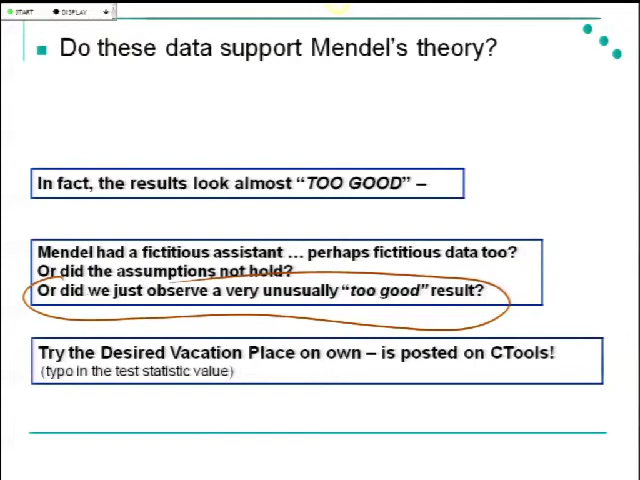 START DISPLAY
Do these data support Mendel's theory?
In fact, the results look almost “TOO GOOD” –
Mendel had a fictitious assistant … perhaps fictitious data too?
Or did the assumptions not hold?
Or did we just observe a very unusually “too good” result?
Try the Desired Vacation Place on own – is posted on CTools!
(typo in the test statistic value)